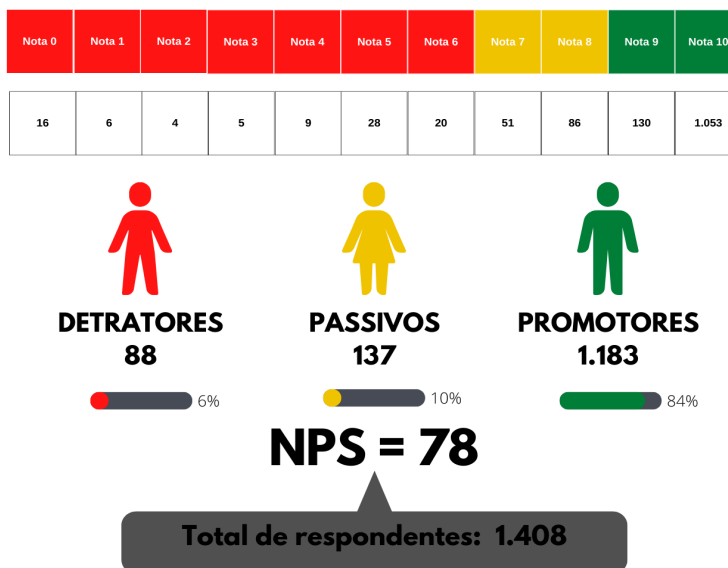 Nota 0 Nota 1 Nota 2 Nota 3 Nota 4 Nota 5 Nota 6 Nota 7 Nota 8 Nota 9 Nota 10
16 6 4 5 9 28 20 51 86 130 1.053
DETRATORES PASSIVOS PROMOTORES
88 137 1.183
6% 10% 84%
NPS = 78
Total de respondentes: 1.408